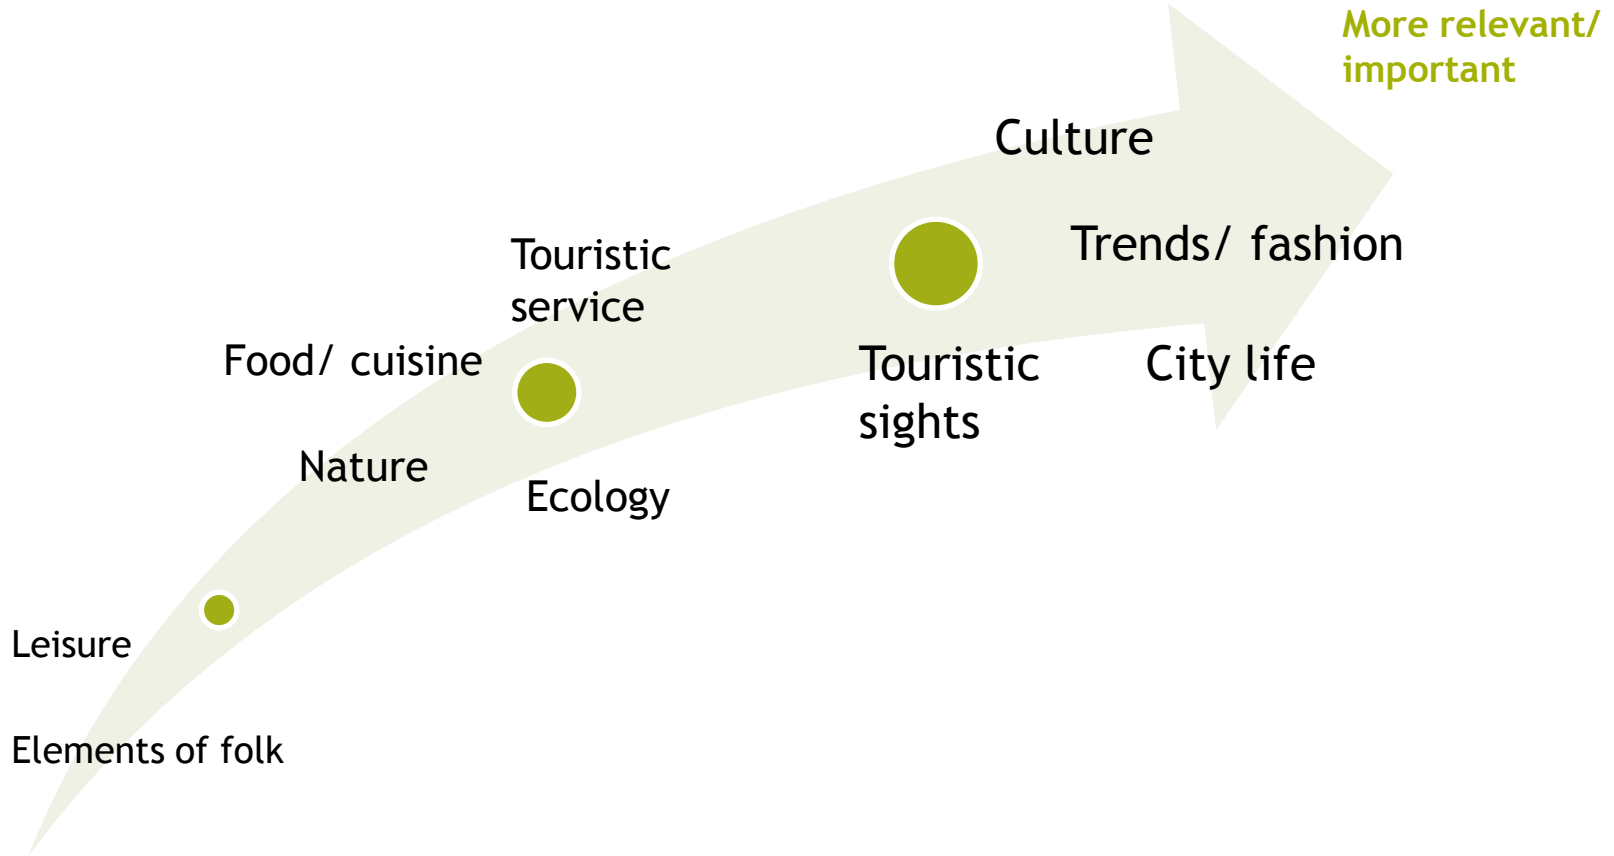 More relevant/
important
Culture
Trends/ fashion
Touristic
service
Food/ cuisine
Touristic
sights
City life
Nature
Ecology
Leisure
Elements of folk